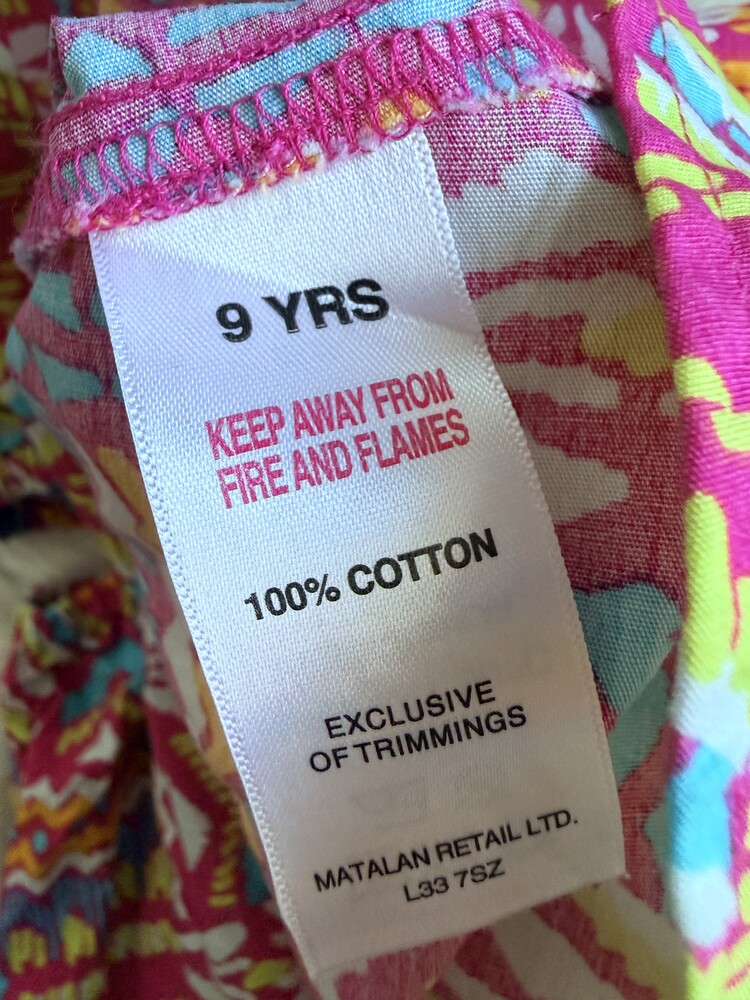 9 YRS
KEEP AWAY FROM
FIRE AND FLAMES
100% COTTON
EXCLUSIVE
OF TRIMMINGS
MATALAN RETAIL LTD.
L33 7SZ